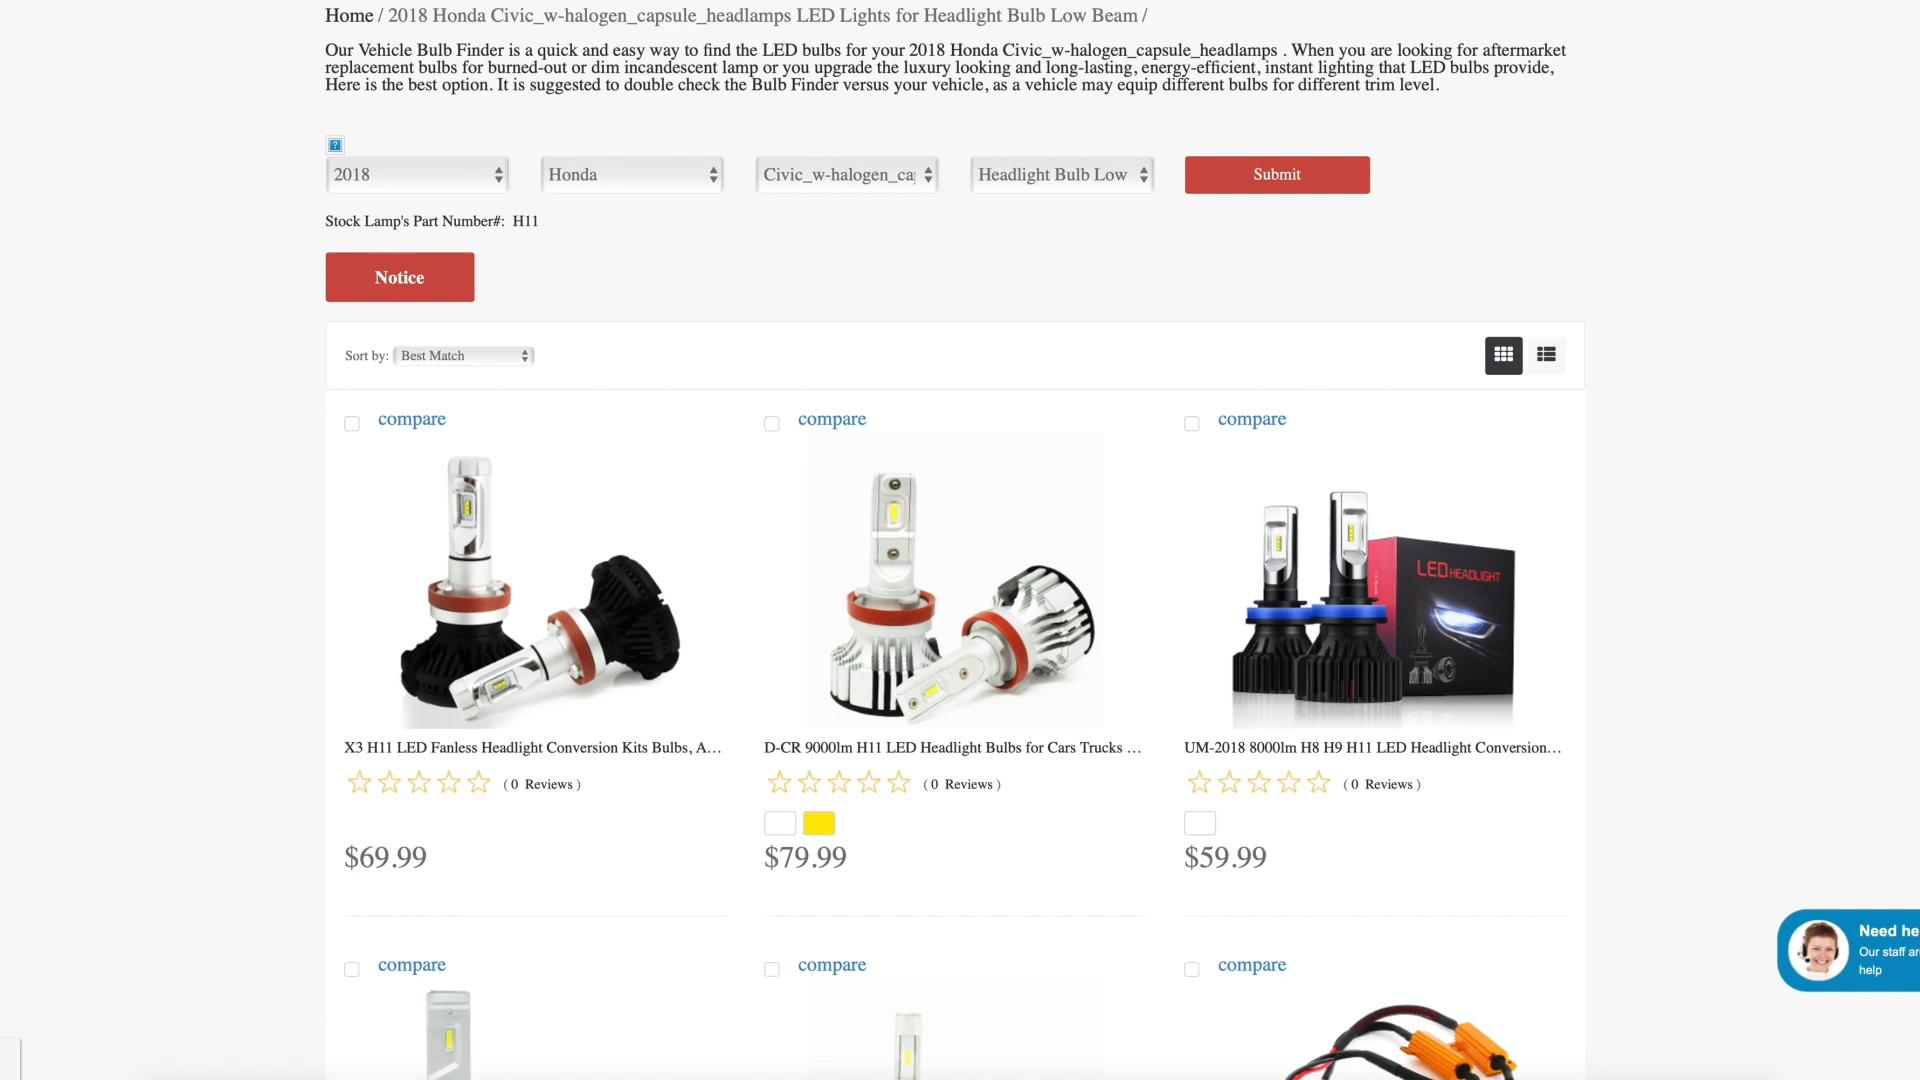 Home / 2018 Honda Civic_w-halogen_capsule_headlamps LED Lights for Headlight Bulb Low Beam /
Our Vehicle Bulb Finder is a quick and easy way to find the LED bulbs for your 2018 Honda Civic_w-halogen_capsule_headlamps . When you are looking for aftermarket
replacement bulbs for burned-out or dim incandescent lamp or you upgrade the luxury looking and long-lasting, energy-efficient, instant lighting that LED bulbs provide,
Here is the best option. It is suggested to double check the Bulb Finder versus your vehicle, as a vehicle may equip different bulbs for different trim level.
?
2018 Honda Civic_w-halogen_ca Headlight Bulb Low Submit
Stock Lamp's Part Number#: H11
Notice
Sort by: Best Match
compare compare compare
LED HEADLIGHT
X3 H11 LED Fanless Headlight Conversion Kits Bulbs, A... D-CR 9000lm H11 LED Headlight Bulbs for Cars Trucks ... UM-2018 8000lm H8 H9 H11 LED Headlight Conversion...
( 0 Reviews ) ( 0 Reviews ) ( 0 Reviews )
$69.99 $79.99 $59.99
Need he
Our staff ar
help
compare compare compare